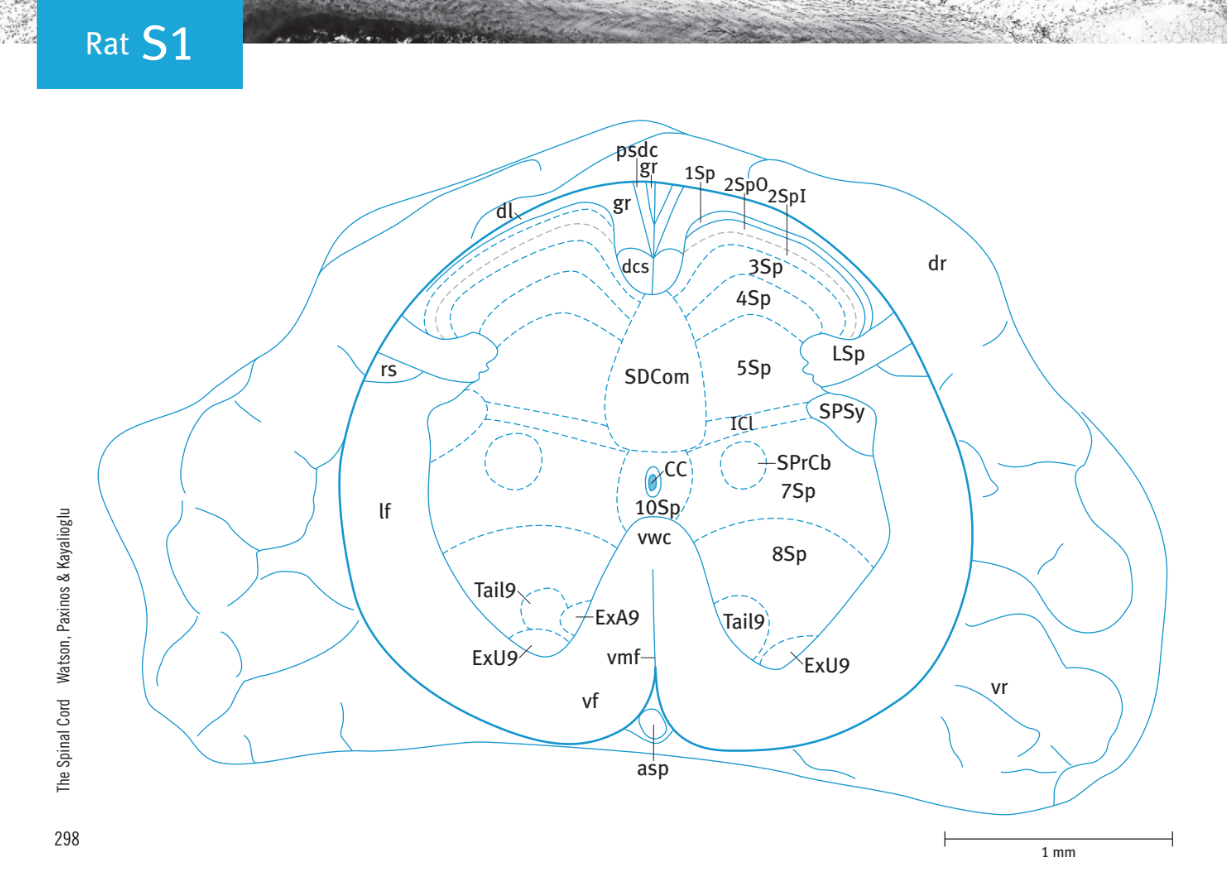 Rat S1
psdc
gr
1Sp
2SpO
2SpI
dl
gr
dcs
3Sp
dr
4Sp
LSp
rs
SDCom
5Sp
SPSy
ICl
CC
SPrCb
7Sp
10Sp
lf
vwc
8Sp
Tail9
ExA9
Tail9
ExU9
vmf
ExU9
vf
vr
asp
The Spinal Cord Watson, Paxinos & Kayalioglu
298
1 mm